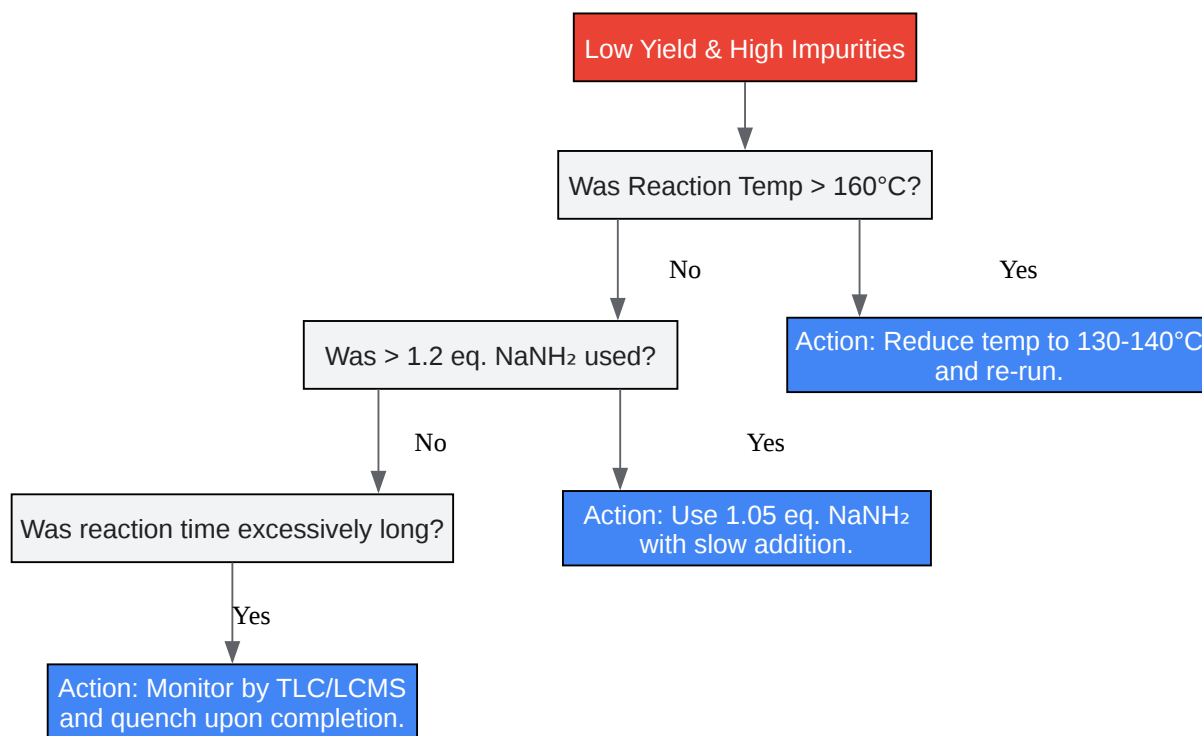 Low Yield & High Impurities
Was Reaction Temp > 160°C?
No
Yes
Was > 1.2 eq. NaNH₂ used?
Action: Reduce temp to 130-140°C
and re-run.
No
Yes
Was reaction time excessively long?
Action: Use 1.05 eq. NaNH₂
with slow addition.
Yes
Action: Monitor by TLC/LCMS
and quench upon completion.